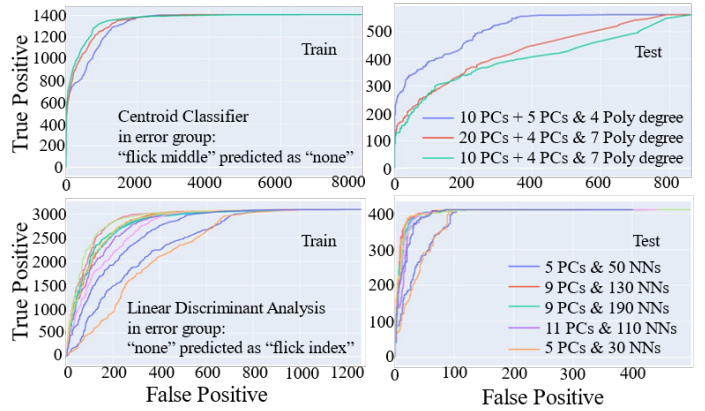 True Positive
1400
1200
1000
800
600
400
200
0
Train
Centroid Classifier
in error group:
“flick middle” predicted as “none”
0 2000 4000 6000 8000
500
400
300
200
100
0
Test
10 PCs + 5 PCs & 4 Poly degree
20 PCs + 4 PCs & 7 Poly degree
10 PCs + 4 PCs & 7 Poly degree
0 200 400 600 800
True Positive
3000
2500
2000
1500
1000
500
0
Train
Linear Discriminant Analysis
in error group:
“none” predicted as “flick index”
0 200 400 600 800 1000 1200
False Positive
400
300
200
100
0
Test
5 PCs & 50 NNs
9 PCs & 130 NNs
9 PCs & 190 NNs
11 PCs & 110 NNs
5 PCs & 30 NNs
0 100 200 300 400
False Positive